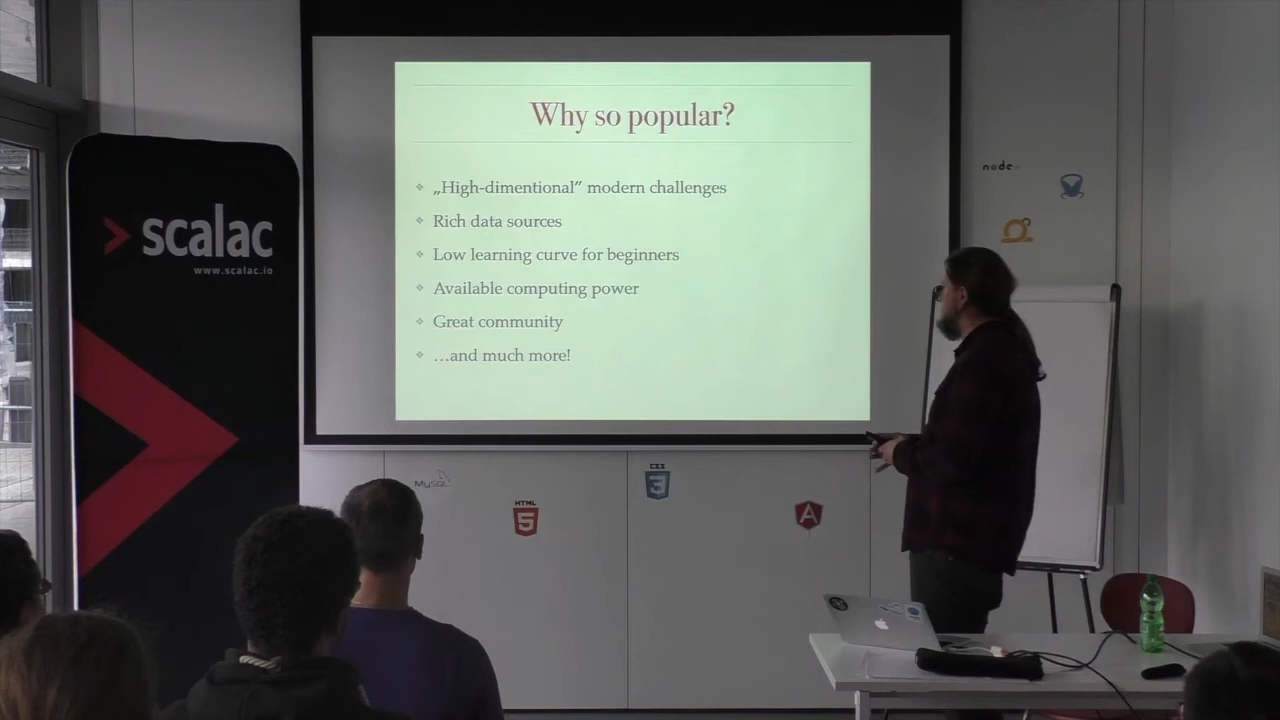 Why so popular?
„High-dimentional” modern challenges
Rich data sources
Low learning curve for beginners
Available computing power
Great community
…and much more!
scalac
www.scalac.io
node
MySQL
HTML
5
CSS
3
A